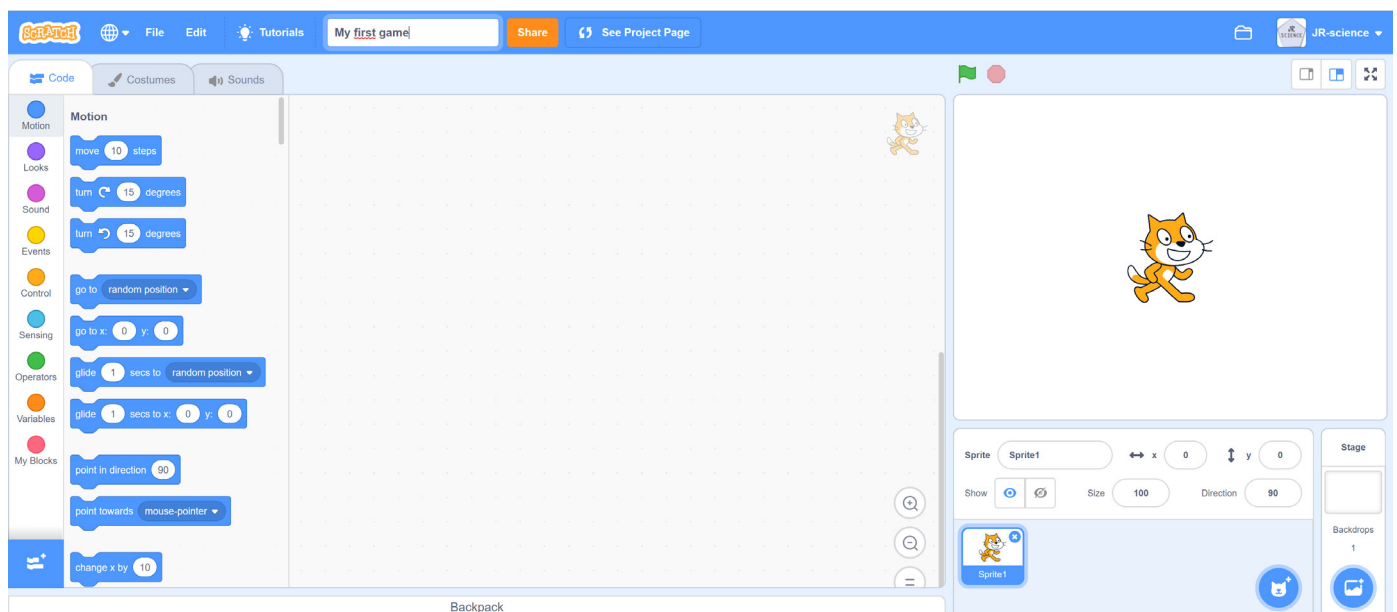 SCRATCH File Edit Tutorials My first game Share See Project Page JR SCIENCE JR-science
Code Costumes Sounds
Motion
Looks
Sound
Events
Control
Sensing
Operators
Variables
My Blocks
Motion
move 10 steps
turn 15 degrees
turn 15 degrees
go to random position
go to x: 0 y: 0
glide 1 secs to random position
glide 1 secs to x: 0 y: 0
point in direction 90
point towards mouse-pointer
change x by 10
Backpack
Sprite Sprite1 x 0 y 0
Show Size 100 Direction 90
Sprite1
Stage
Backdrops
1